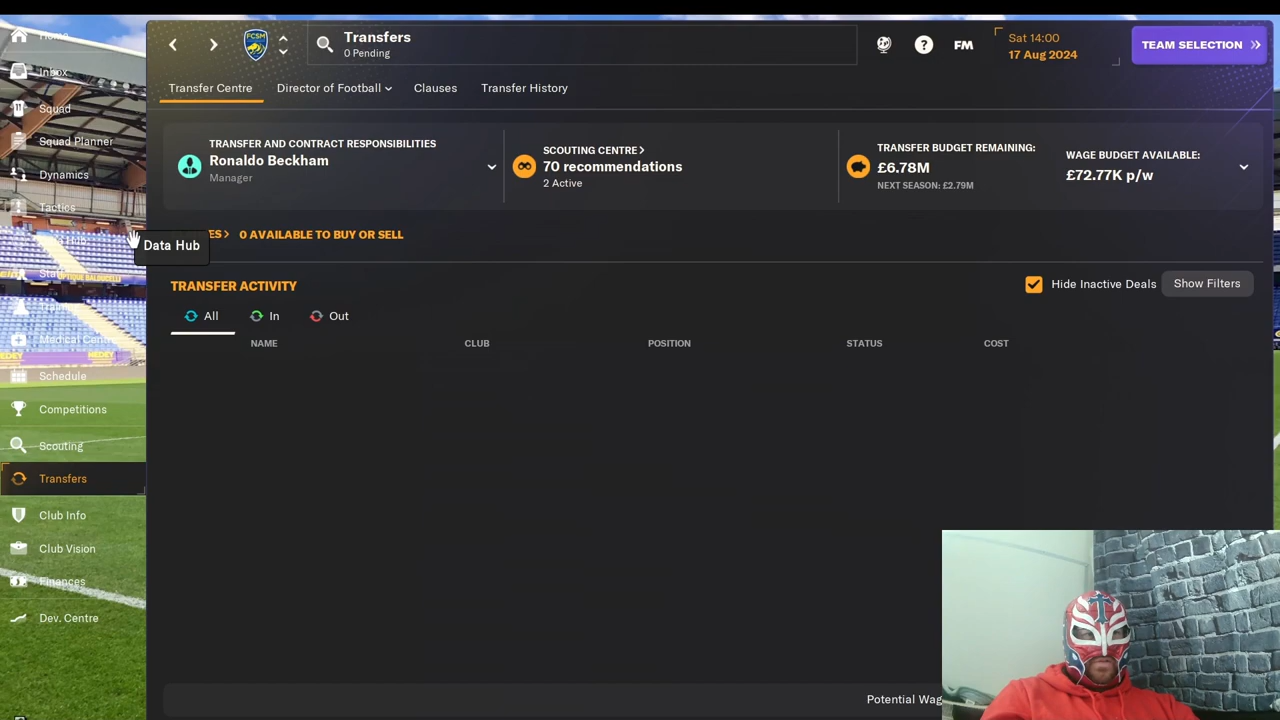 Home
Transfers
0 Pending
FCSM
FM
Sat 14:00
17 Aug 2024
TEAM SELECTION
Inbox
Squad
Squad Planner
Dynamics
Tactics
Data Hub
Staff
Schedule
Competitions
Scouting
Transfers
Club Info
Club Vision
Finances
Dev. Centre
Transfer Centre
Director of Football
Clauses
Transfer History
TRANSFER AND CONTRACT RESPONSIBILITIES
Ronaldo Beckham
Manager
SCOUTING CENTRE >
70 recommendations
2 Active
TRANSFER BUDGET REMAINING:
£6.78M
NEXT SEASON: £2.79M
WAGE BUDGET AVAILABLE:
£72.77K p/w
ES > 0 AVAILABLE TO BUY OR SELL
TRANSFER ACTIVITY
Hide Inactive Deals
Show Filters
All In Out
NAME CLUB POSITION STATUS COST
Potential Wag